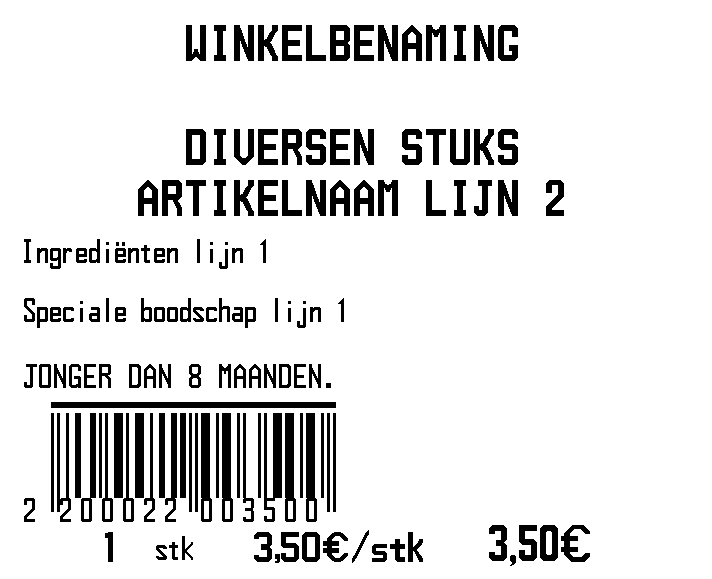 WINKELBENAMING
DIVERSEN STUKS
ARTIKELNAAM LIJN 2
Ingrediënten lijn 1
Speciale boodschap lijn 1
JONGER DAN 8 MAANDEN.
2 200022 003500
1 stk 3,50€/stk 3,50€